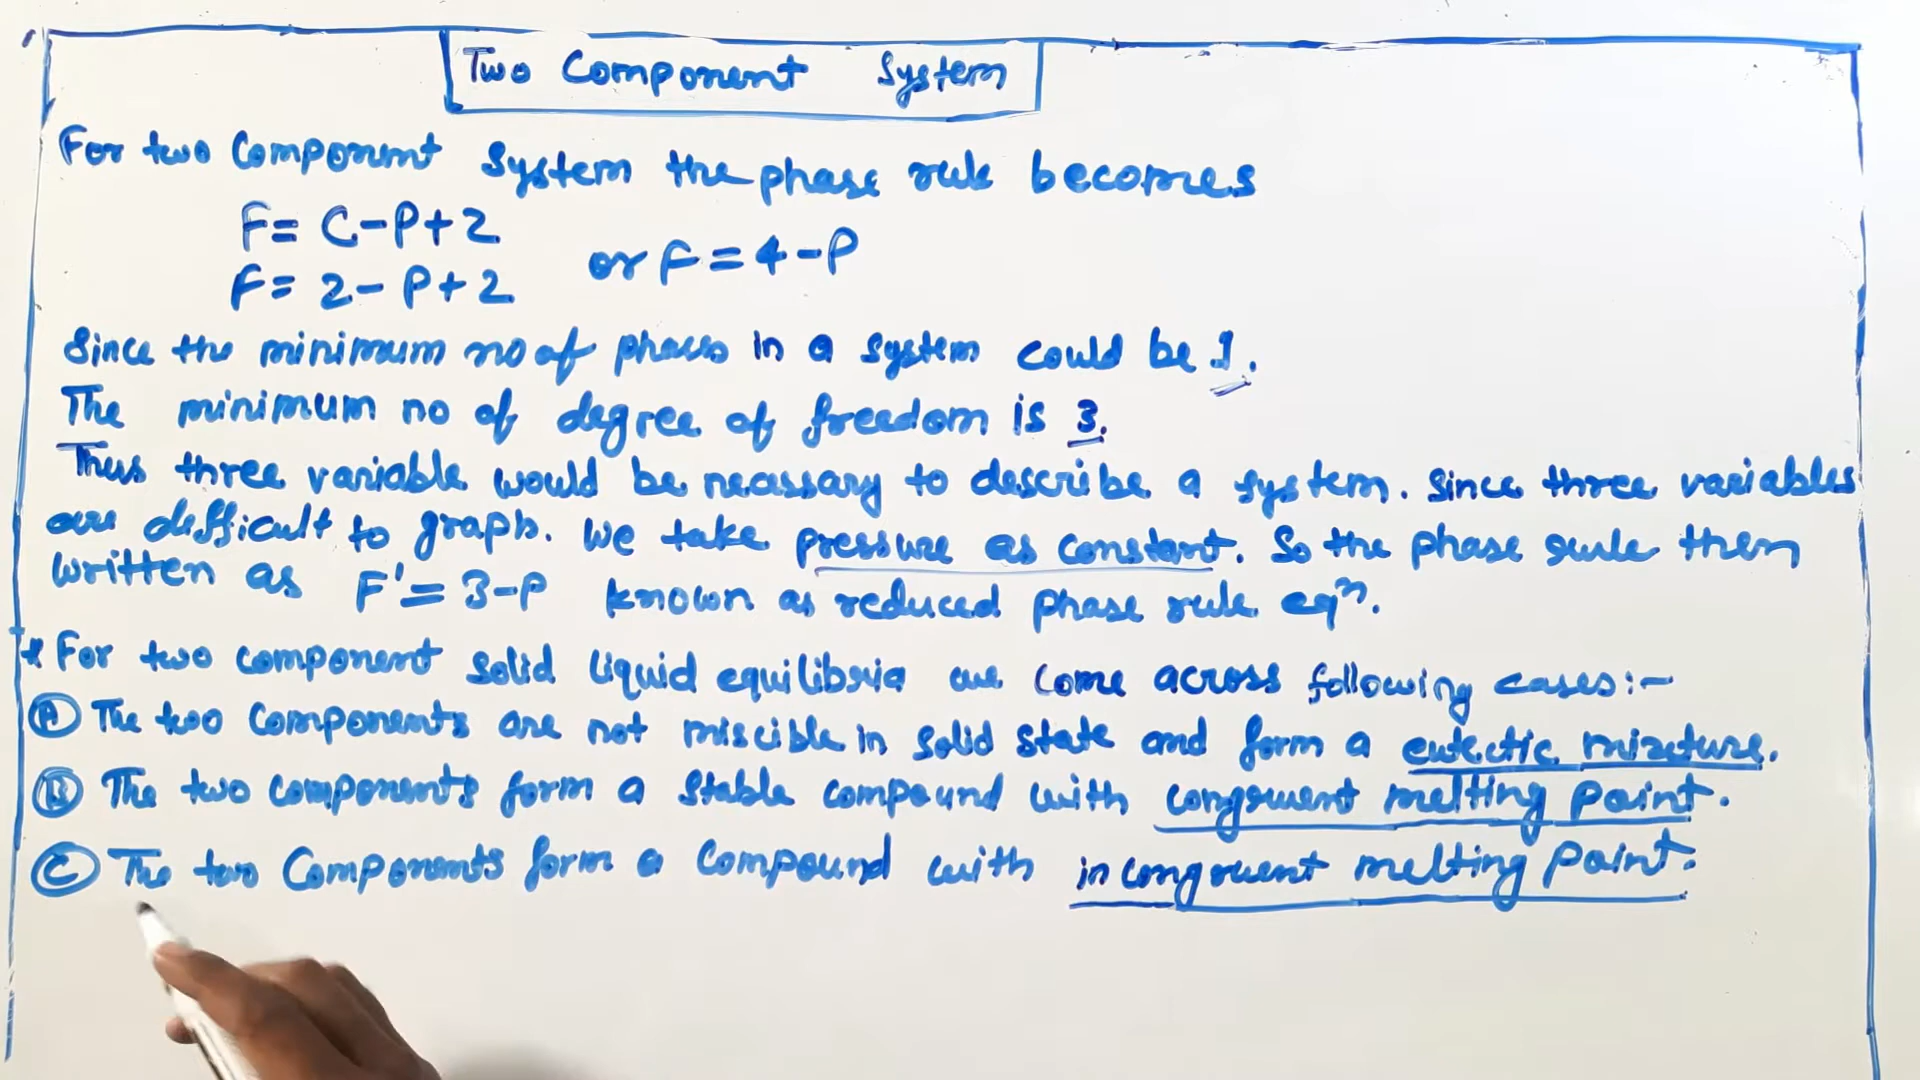 Two Component System
For two Component System the phase rule becomes
F = C-P+2
F = 2-P+2 or F = 4-P
Since the minimum no of phases in a system could be 1.
The minimum no of degree of freedom is 3.
Thus three variable would be necassary to describe a system. Since three variables
are difficult to graph. We take pressure as constant. So the phase rule then
written as F' = 3-P known as reduced phase rule eqn.
* For two component solid liquid equilibria we come across following cases:-
(A) The two components are not miscible in solid state and form a eutectic mixture.
(B) The two components form a stable compound with congruent melting point.
(C) The two Components form a Compound with incongruent melting point.